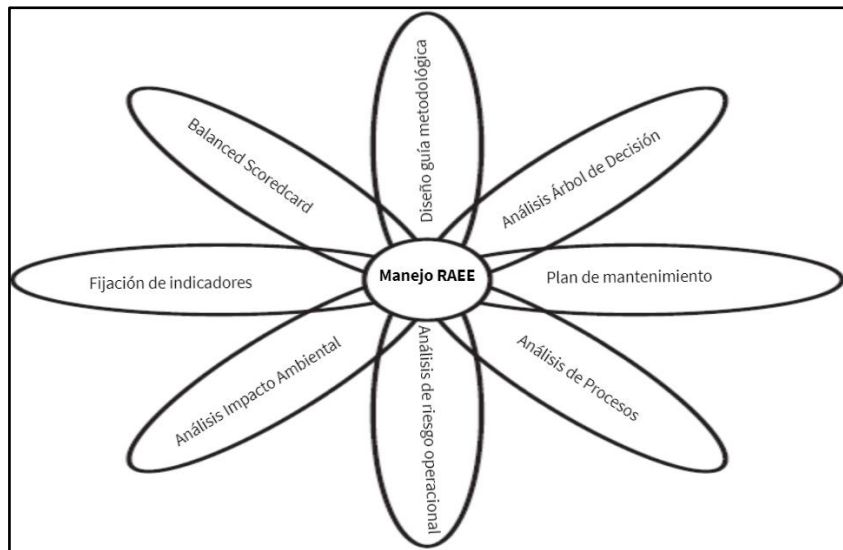 Diseño guía metodológica
Balanced Scoredcard
Análisis Árbol de Decisión
Fijación de indicadores
Manejo RAEE
Plan de mantenimiento
Análisis Impacto Ambiental
Análisis de riesgo operacional
Análisis de Procesos